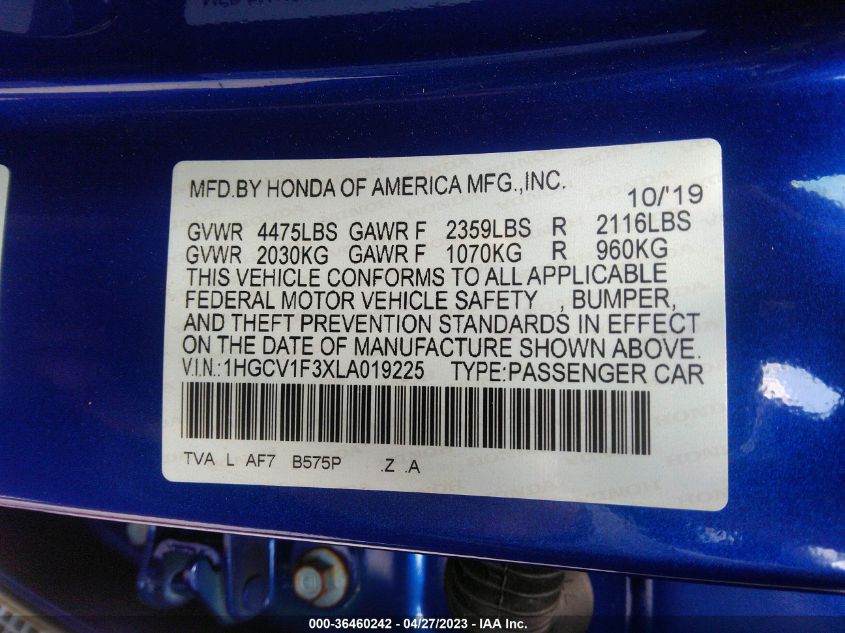 MFD.BY HONDA OF AMERICA MFG.,INC.
10/'19
GVWR 4475LBS GAWR F 2359LBS R 2116LBS
GVWR 2030KG GAWR F 1070KG R 960KG
THIS VEHICLE CONFORMS TO ALL APPLICABLE
FEDERAL MOTOR VEHICLE SAFETY , BUMPER,
AND THEFT PREVENTION STANDARDS IN EFFECT
ON THE DATE OF MANUFACTURE SHOWN ABOVE.
V.I.N.:1HGCV1F3XLA019225 TYPE:PASSENGER CAR
TVA L AF7 B575P .Z .A
000-36460242 - 04/27/2023 - © IAA Inc.